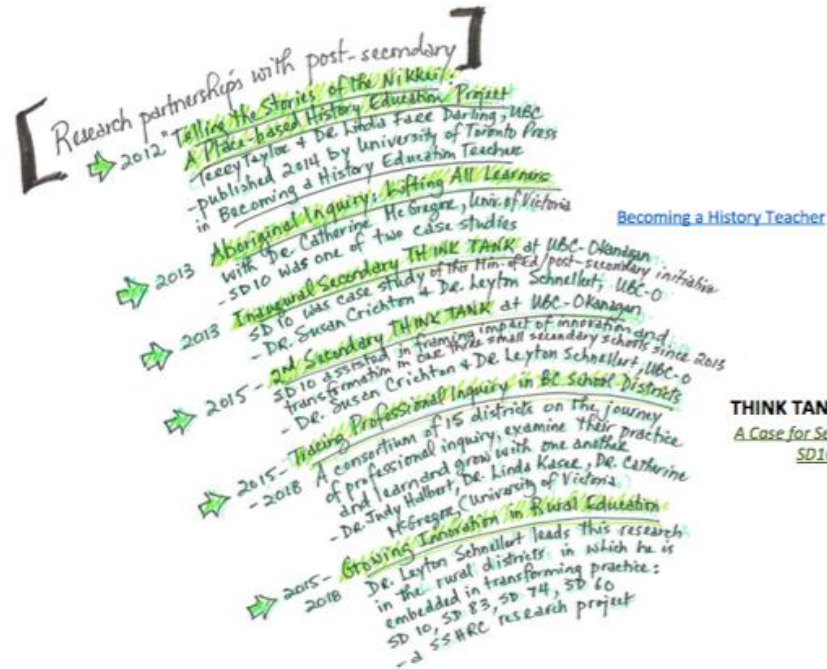 [Research partnerships with post-secondary]
2012 "Telling the Stories of the Nikkei:
A Place-based History Education Project
Terry Taylor & Dr. Linda Farr Darling, UBC
-published 2014 by University of Toronto Press
in Becoming a History Education Teacher
2013 Aboriginal Inquiry: Lifting All Learners
with Dr. Catherine McGregor, Univ. of Victoria
-SD10 was one of two case studies
2013 Inaugural Secondary THINK TANK at UBC-Okanagan
SD 10 was case study of this Min. of Ed/post-secondary initiative
-DR. Susan Crichton & Dr. Leyton Schnellert, UBC-O
2015- 2nd Secondary THINK TANK at UBC-Okanagan
SD10 assisted in framing impact of innovation and
transformation in our three small secondary schools since 2013
-DR. Susan Crichton & DR. Leyton Schnellert, UBC-O
2015- Tracing Professional Inquiry in BC School Districts
-2018 A consortium of 15 districts on the journey
of professional inquiry, examine their practice
and learn and grow with one another
-Dr. Judy Halbert, Dr. Linda Kaser, Dr. Catherine
McGregor, (University of Victoria)
2015- Growing Innovation in Rural Education
2018 Dr. Leyton Schnellert leads this research
in the rural districts in which he is
embedded in transforming practice:
SD 10, SD 83, SD 74, SD 60
-a SSHRC research project
Becoming a History Teacher
THINK TAN
A Case for Se
SD10